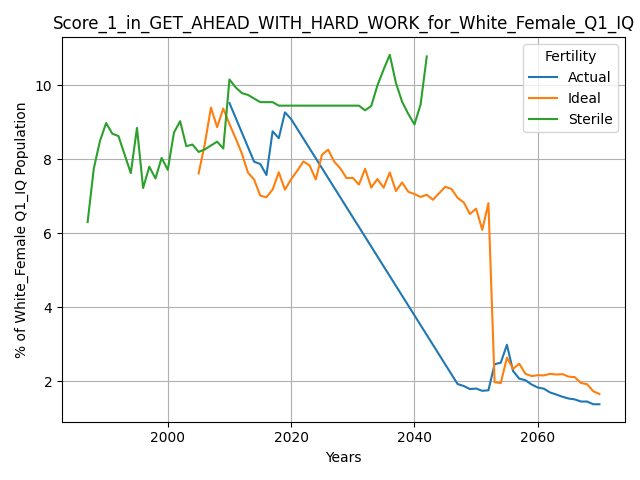 Score_1_in_GET_AHEAD_WITH_HARD_WORK_for_White_Female_Q1_IQ
% of White_Female Q1_IQ Population
10
8
6
4
2
2000
2020
2040
2060
Years
Fertility
Actual
Ideal
Sterile